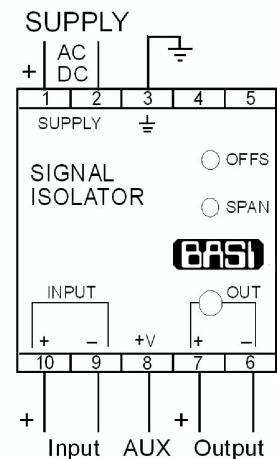 SUPPLY
AC
+ DC
1 2 3 4 5
SUPPLY
OFFS
SIGNAL
ISOLATOR
SPAN
BASI
INPUT OUT
+ − +V + −
10 9 8 7 6
+ +
Input AUX Output